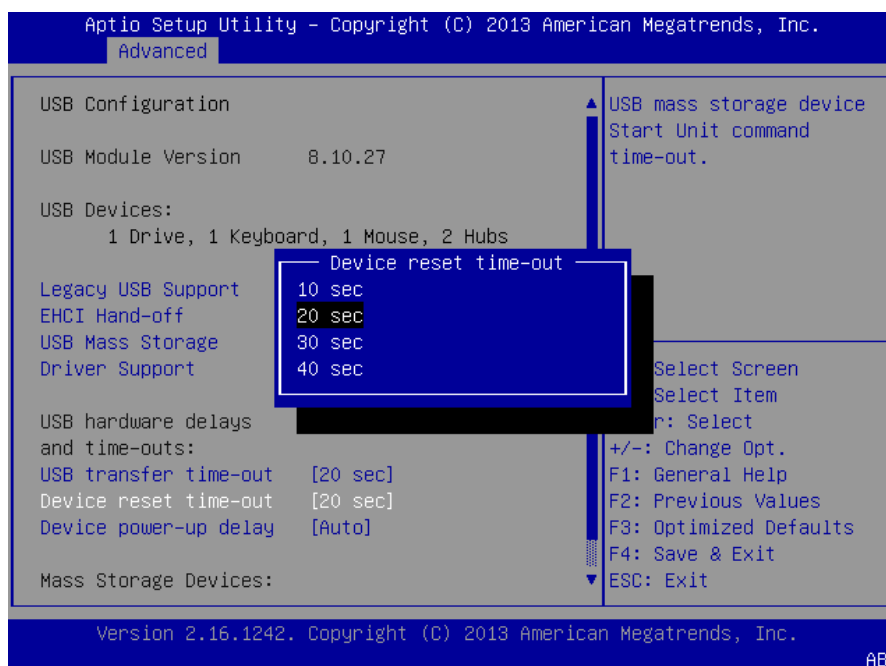 Aptio Setup Utility – Copyright (C) 2013 American Megatrends, Inc.
Advanced
USB Configuration
USB Module Version 8.10.27
USB Devices:
1 Drive, 1 Keyboard, 1 Mouse, 2 Hubs
Legacy USB Support
EHCI Hand-off
USB Mass Storage
Driver Support
USB hardware delays
and time-outs:
USB transfer time-out [20 sec]
Device reset time-out [20 sec]
Device power-up delay [Auto]
Mass Storage Devices:
Device reset time-out
10 sec
20 sec
30 sec
40 sec
USB mass storage device
Start Unit command
time-out.
Select Screen
Select Item
r: Select
+/-: Change Opt.
F1: General Help
F2: Previous Values
F3: Optimized Defaults
F4: Save & Exit
ESC: Exit
Version 2.16.1242. Copyright (C) 2013 American Megatrends, Inc.
AB